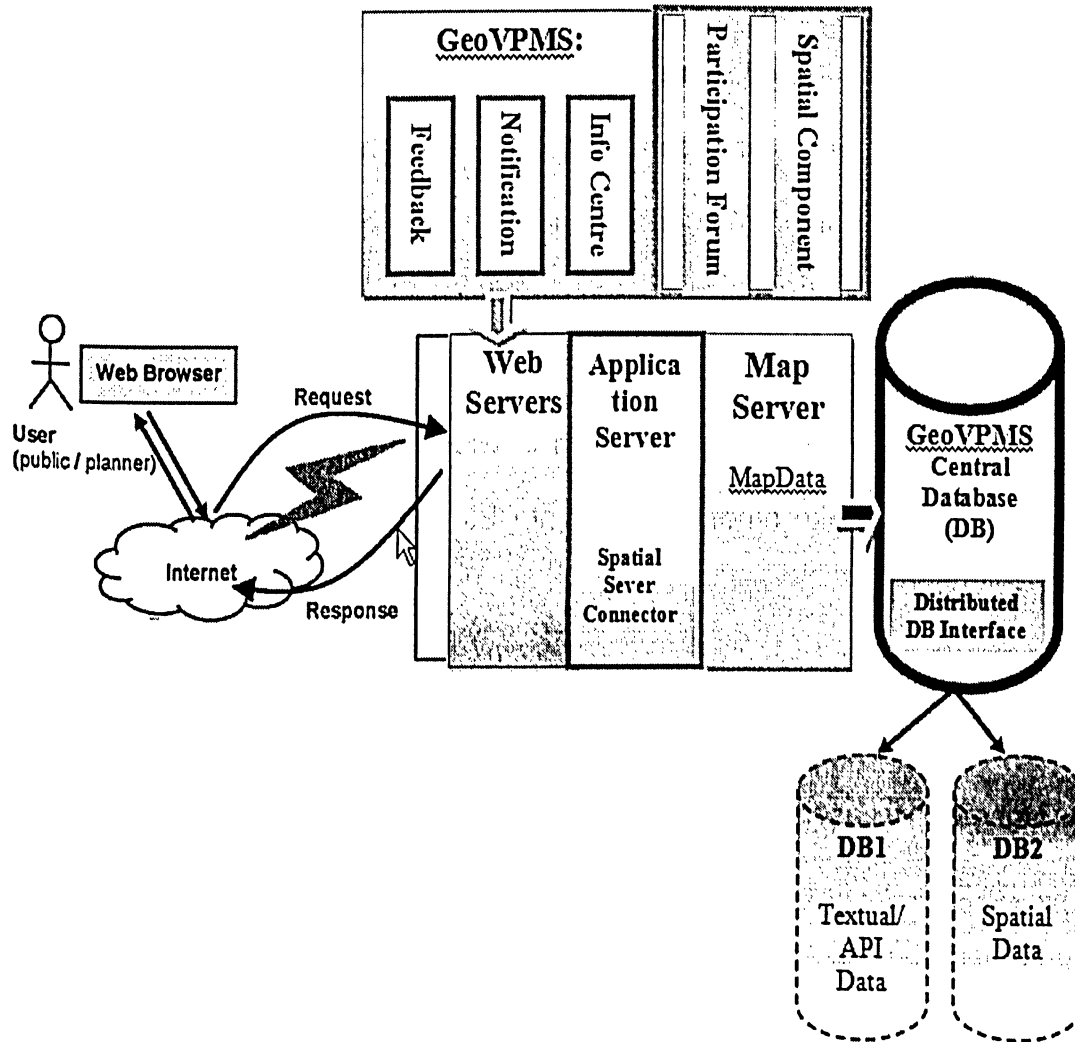 GeoVPMS:
Feedback
Notification
Info Centre
Participation Forum
Spatial Component
Web Browser
User
(public / planner)
Request
Internet
Response
Web
Servers
Applica
tion
Server
Spatial
Sever
Connector
Map
Server
MapData
GeoVPMS
Central
Database
(DB)
Distributed
DB Interface
DB1
Textual/
API
Data
DB2
Spatial
Data